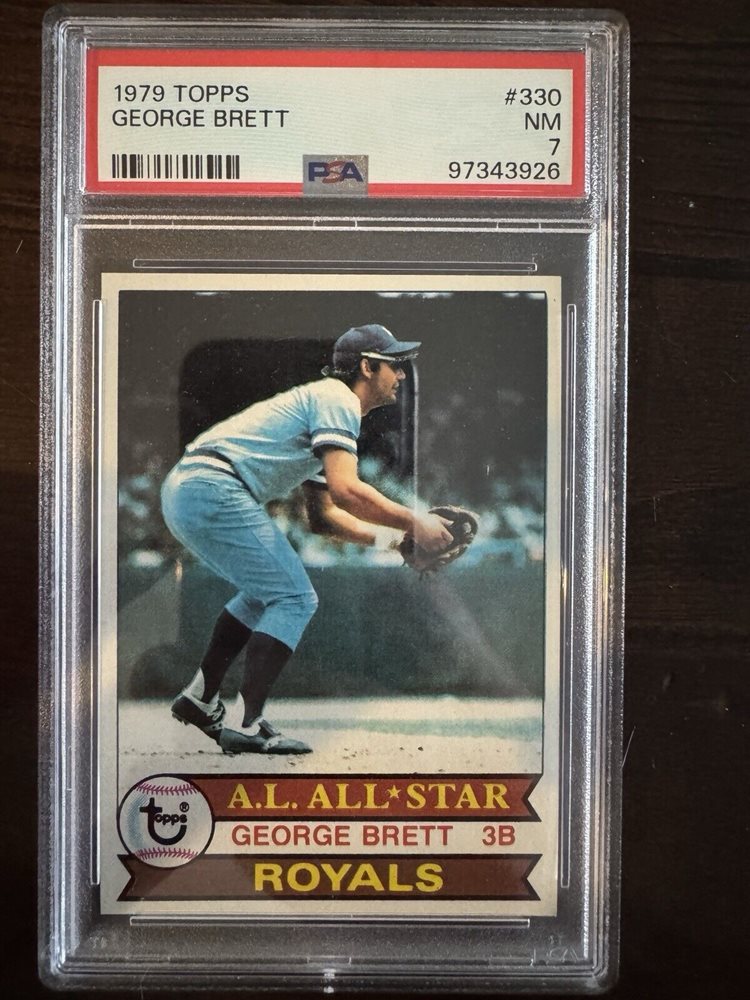 1979 TOPPS #330
GEORGE BRETT NM
7
PSA 97343926
A.L. ALL★STAR
topps®
GEORGE BRETT 3B
ROYALS